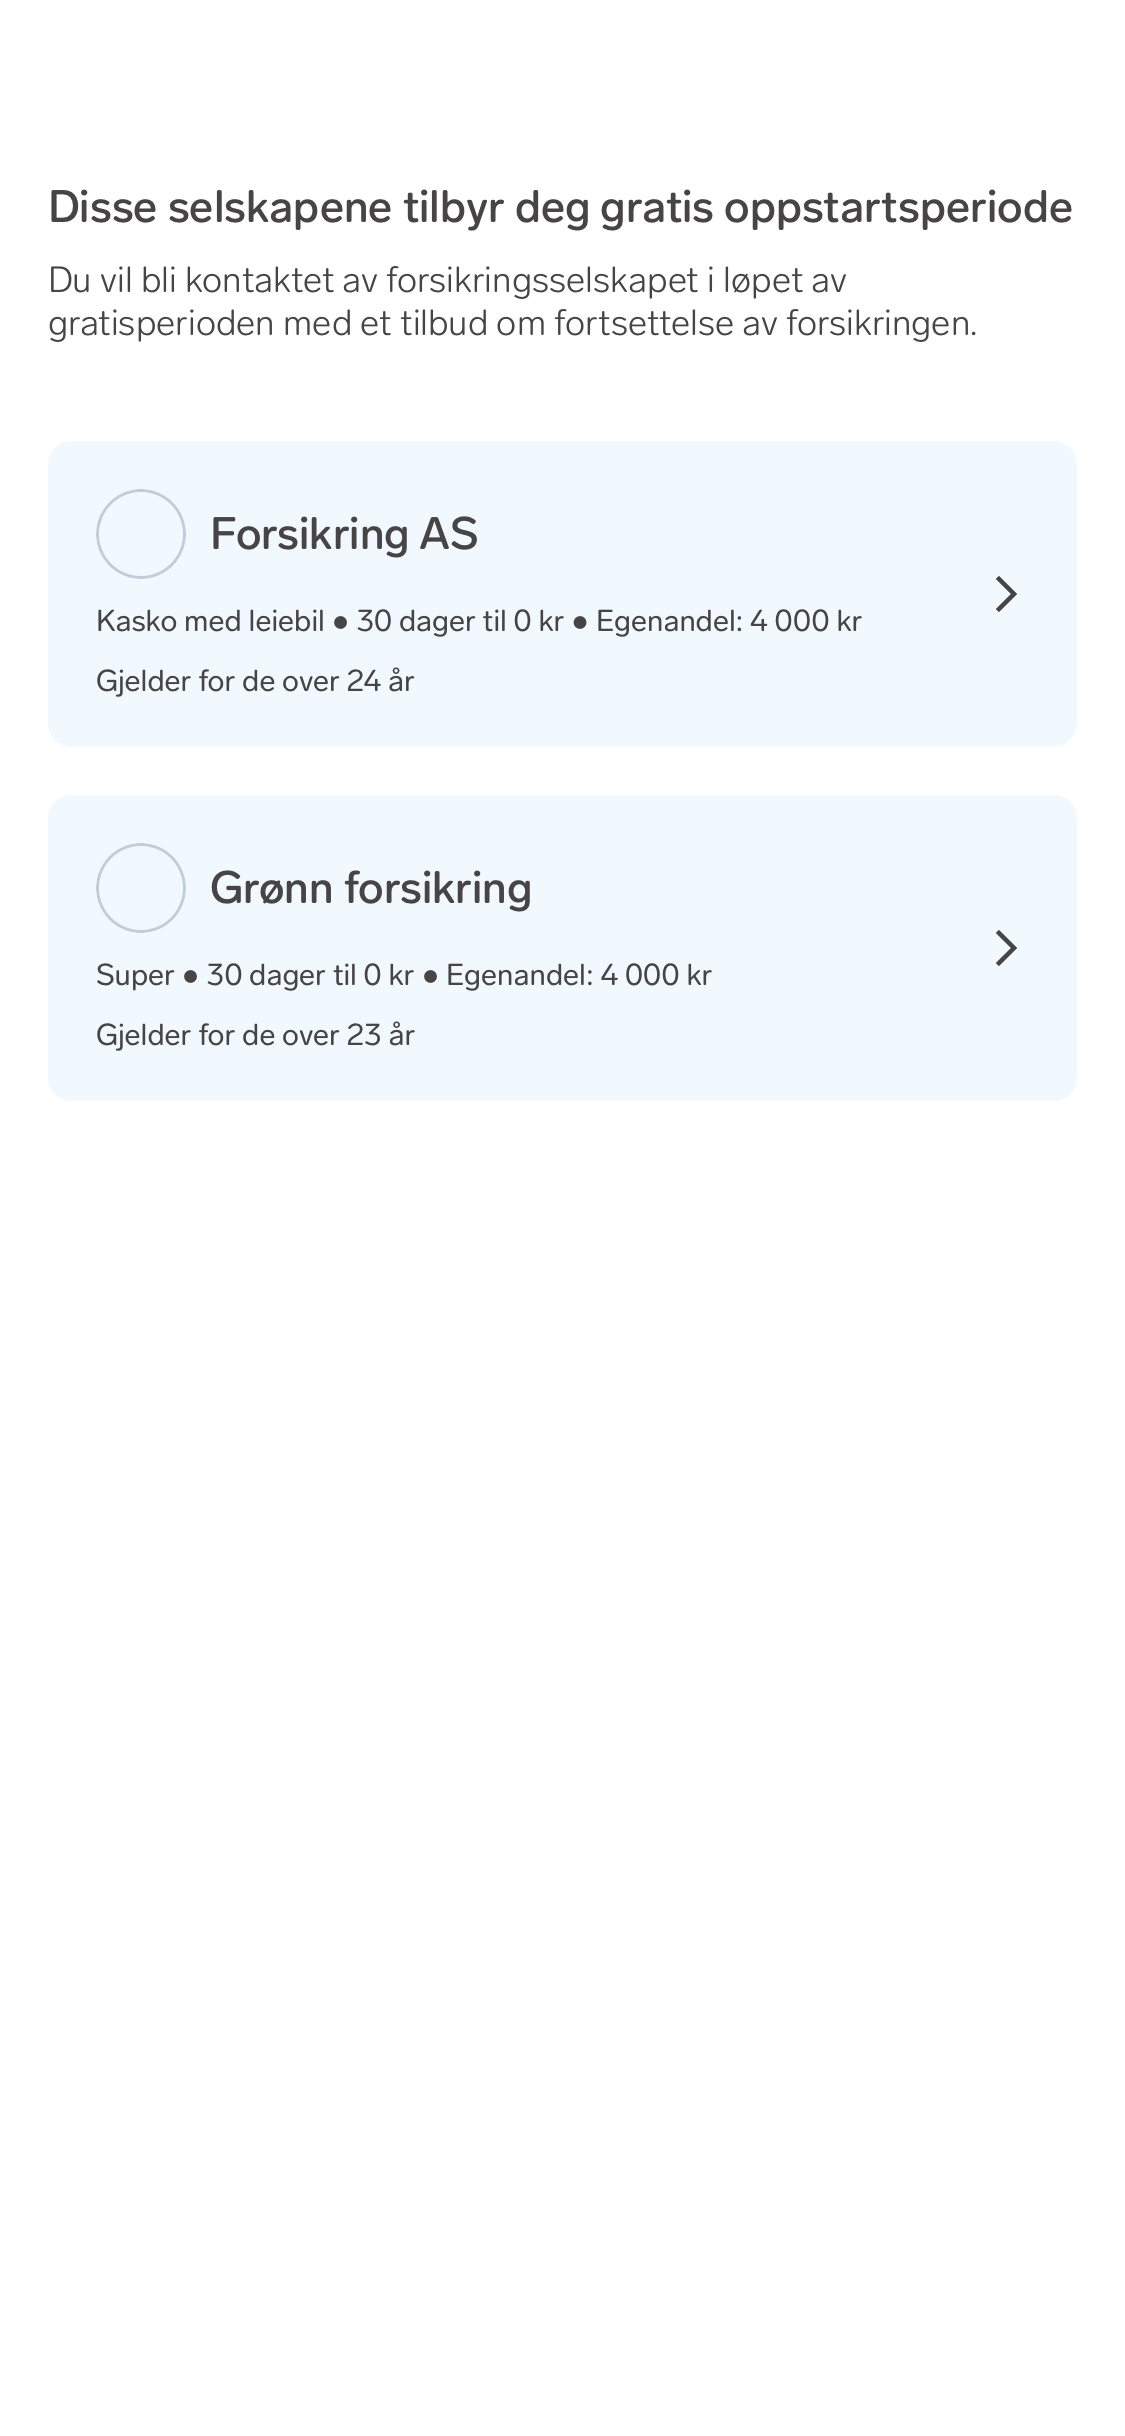 Disse selskapene tilbyr deg gratis oppstartsperiode
Du vil bli kontaktet av forsikringsselskapet i løpet av
gratisperioden med et tilbud om fortsettelse av forsikringen.
Forsikring AS
Kasko med leiebil ● 30 dager til 0 kr ● Egenandel: 4 000 kr
Gjelder for de over 24 år
Grønn forsikring
Super ● 30 dager til 0 kr ● Egenandel: 4 000 kr
Gjelder for de over 23 år